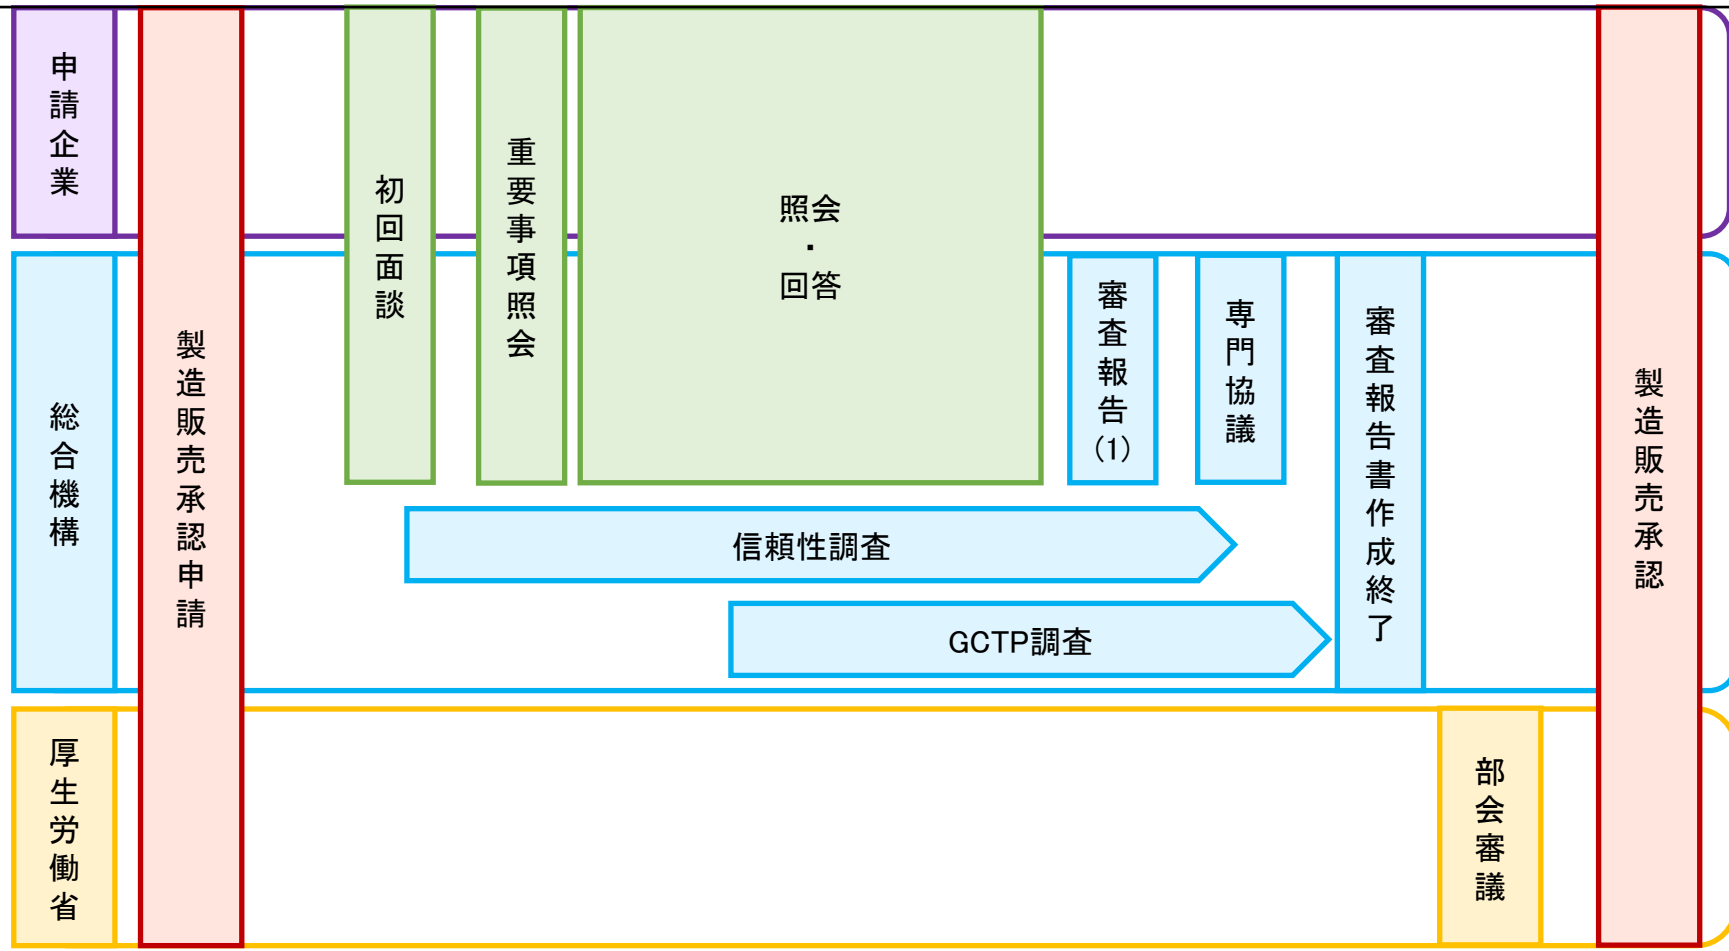 申請企業
総合機構
厚生労働省
製造販売承認申請
初回面談
重要事項照会
照会
・
回答
審査報告(1)
専門協議
審査報告書作成終了
信頼性調査
GCTP調査
部会審議
製造販売承認